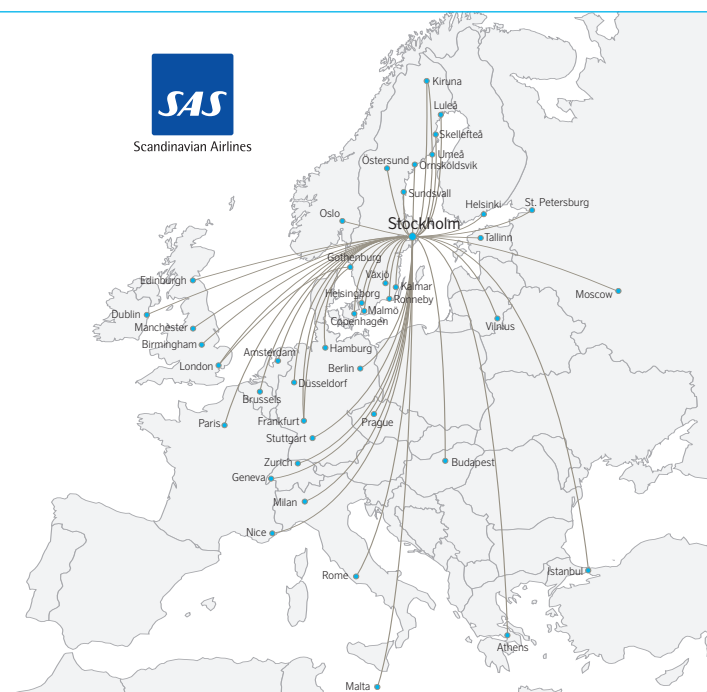 SAS
Scandinavian Airlines
Kiruna
Luleå
Skellefteå
Umeå
Östersund
Örnsköldsvik
Sundsvall
Helsinki
St. Petersburg
Oslo
Stockholm
Tallinn
Gothenburg
Växjö
Edinburgh
Kalmar
Helsingborg
Ronneby
Moscow
Dublin
Malmö
Copenhagen
Manchester
Vilnius
Birmingham
Hamburg
Amsterdam
London
Berlin
Düsseldorf
Brussels
Paris
Frankfurt
Prague
Stuttgart
Zurich
Budapest
Geneva
Milan
Nice
Rome
Istanbul
Athens
Malta